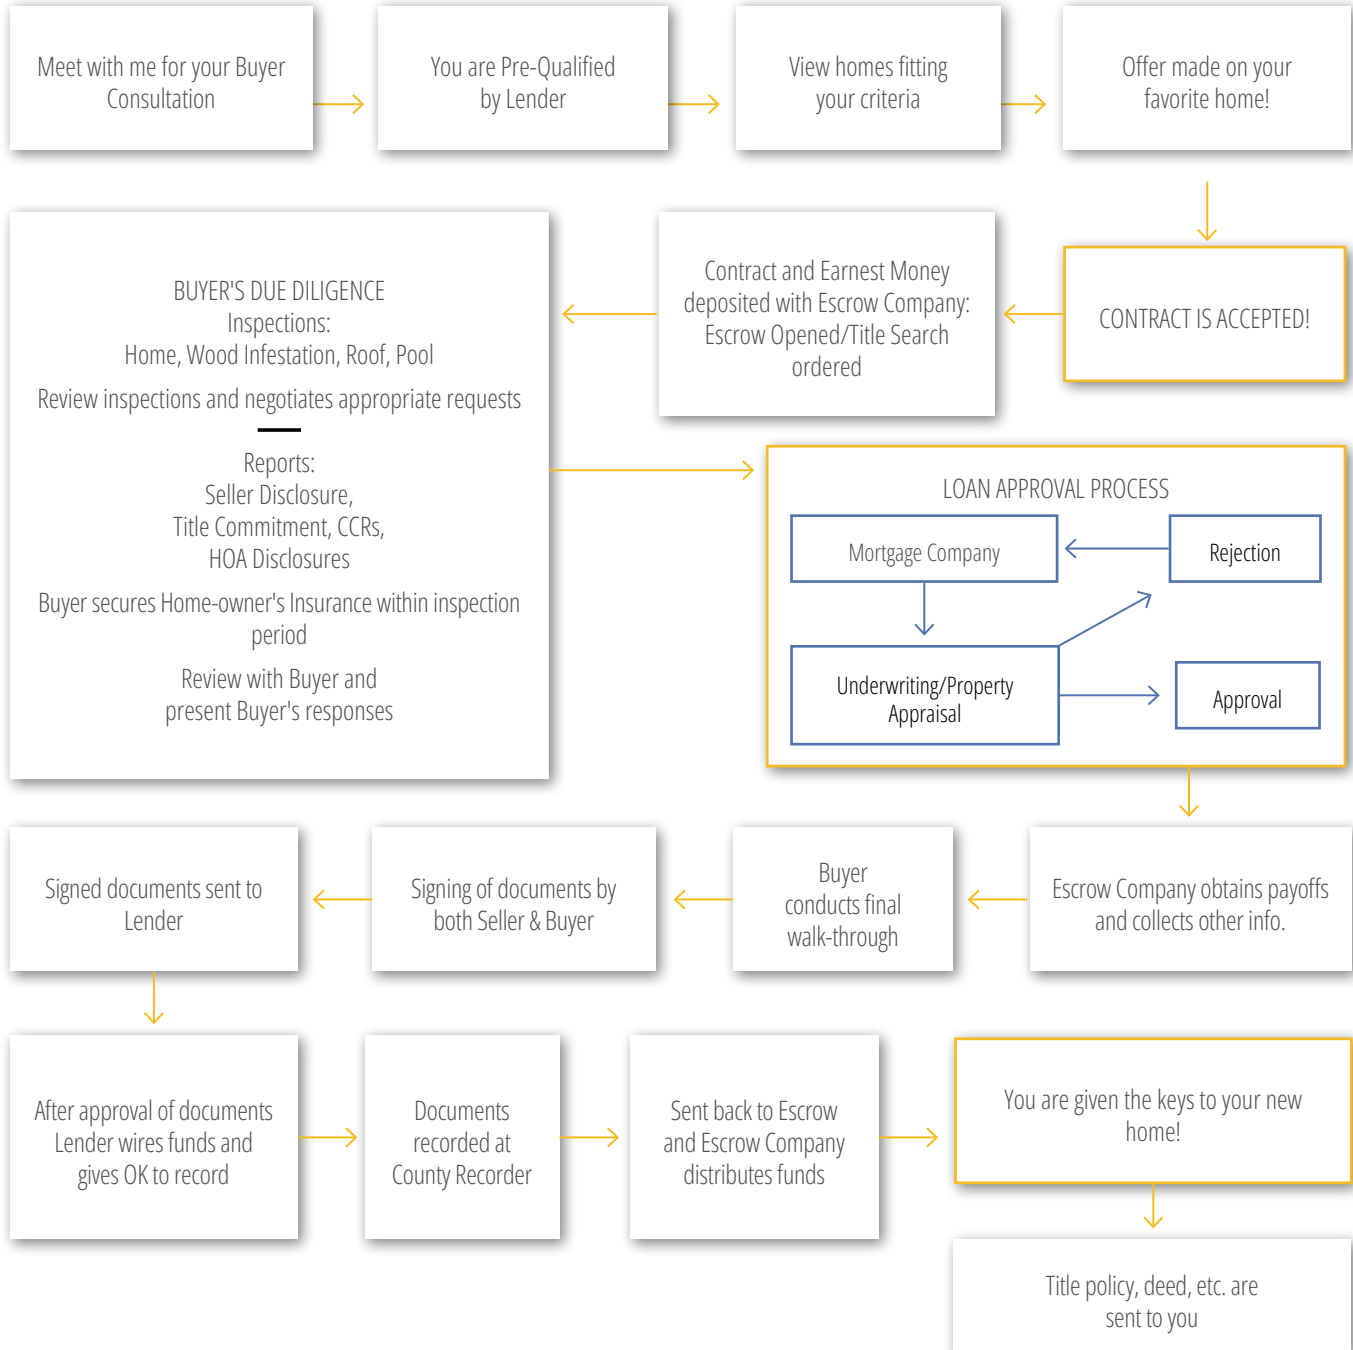 Meet with me for your Buyer
Consultation
You are Pre-Qualified
by Lender
View homes fitting
your criteria
Offer made on your
favorite home!
CONTRACT IS ACCEPTED!
Contract and Earnest Money
deposited with Escrow Company:
Escrow Opened/Title Search
ordered
BUYER'S DUE DILIGENCE
Inspections:
Home, Wood Infestation, Roof, Pool
Review inspections and negotiates appropriate requests
Reports:
Seller Disclosure,
Title Commitment, CCRs,
HOA Disclosures
Buyer secures Home-owner's Insurance within inspection
period
Review with Buyer and
present Buyer's responses
LOAN APPROVAL PROCESS
Mortgage Company
Rejection
Underwriting/Property
Appraisal
Approval
Escrow Company obtains payoffs
and collects other info.
Buyer
conducts final
walk-through
Signing of documents by
both Seller & Buyer
Signed documents sent to
Lender
After approval of documents
Lender wires funds and
gives OK to record
Documents
recorded at
County Recorder
Sent back to Escrow
and Escrow Company
distributes funds
You are given the keys to your new
home!
Title policy, deed, etc. are
sent to you